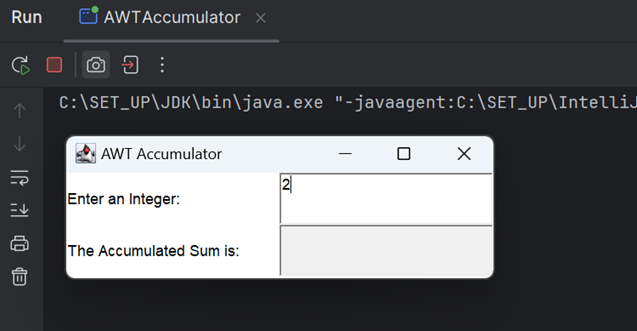 Run AWTAccumulator
C:\SET_UP\JDK\bin\java.exe "-javaagent:C:\SET_UP\IntelliJ
AWT Accumulator
Enter an Integer: 2
The Accumulated Sum is: